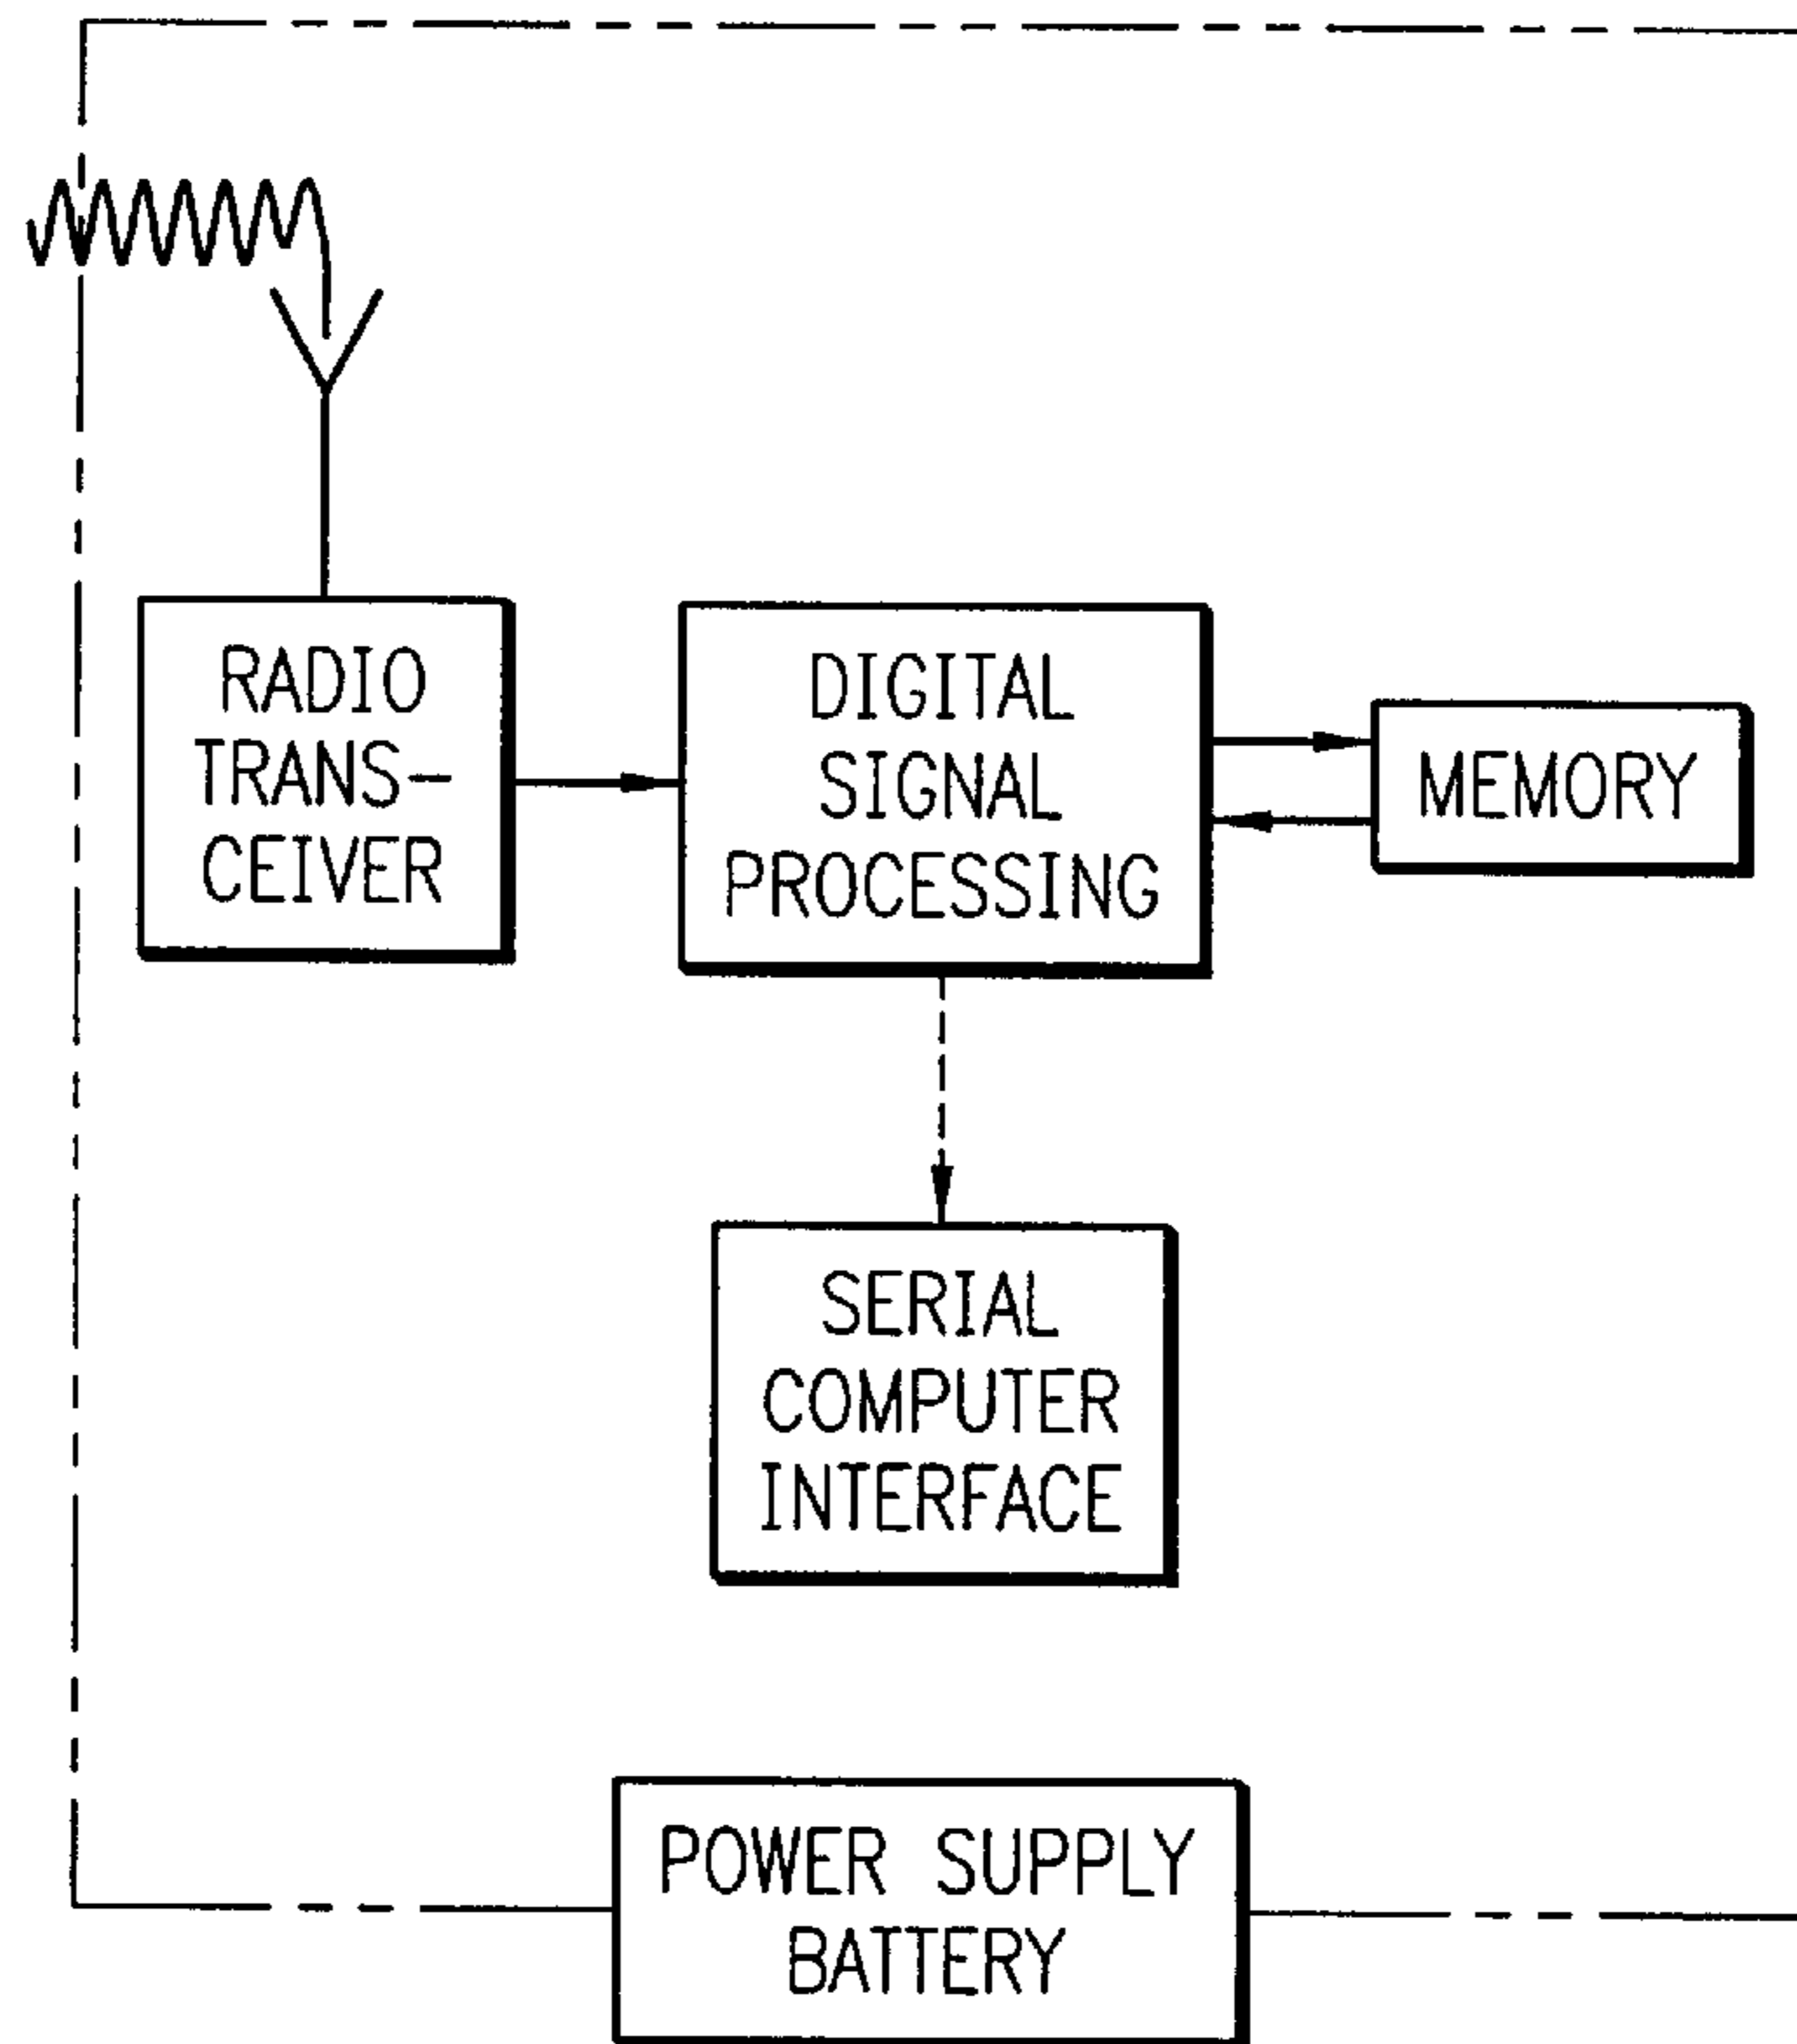 RADIO
TRANS-
CEIVER
DIGITAL
SIGNAL
PROCESSING
MEMORY
SERIAL
COMPUTER
INTERFACE
POWER SUPPLY
BATTERY